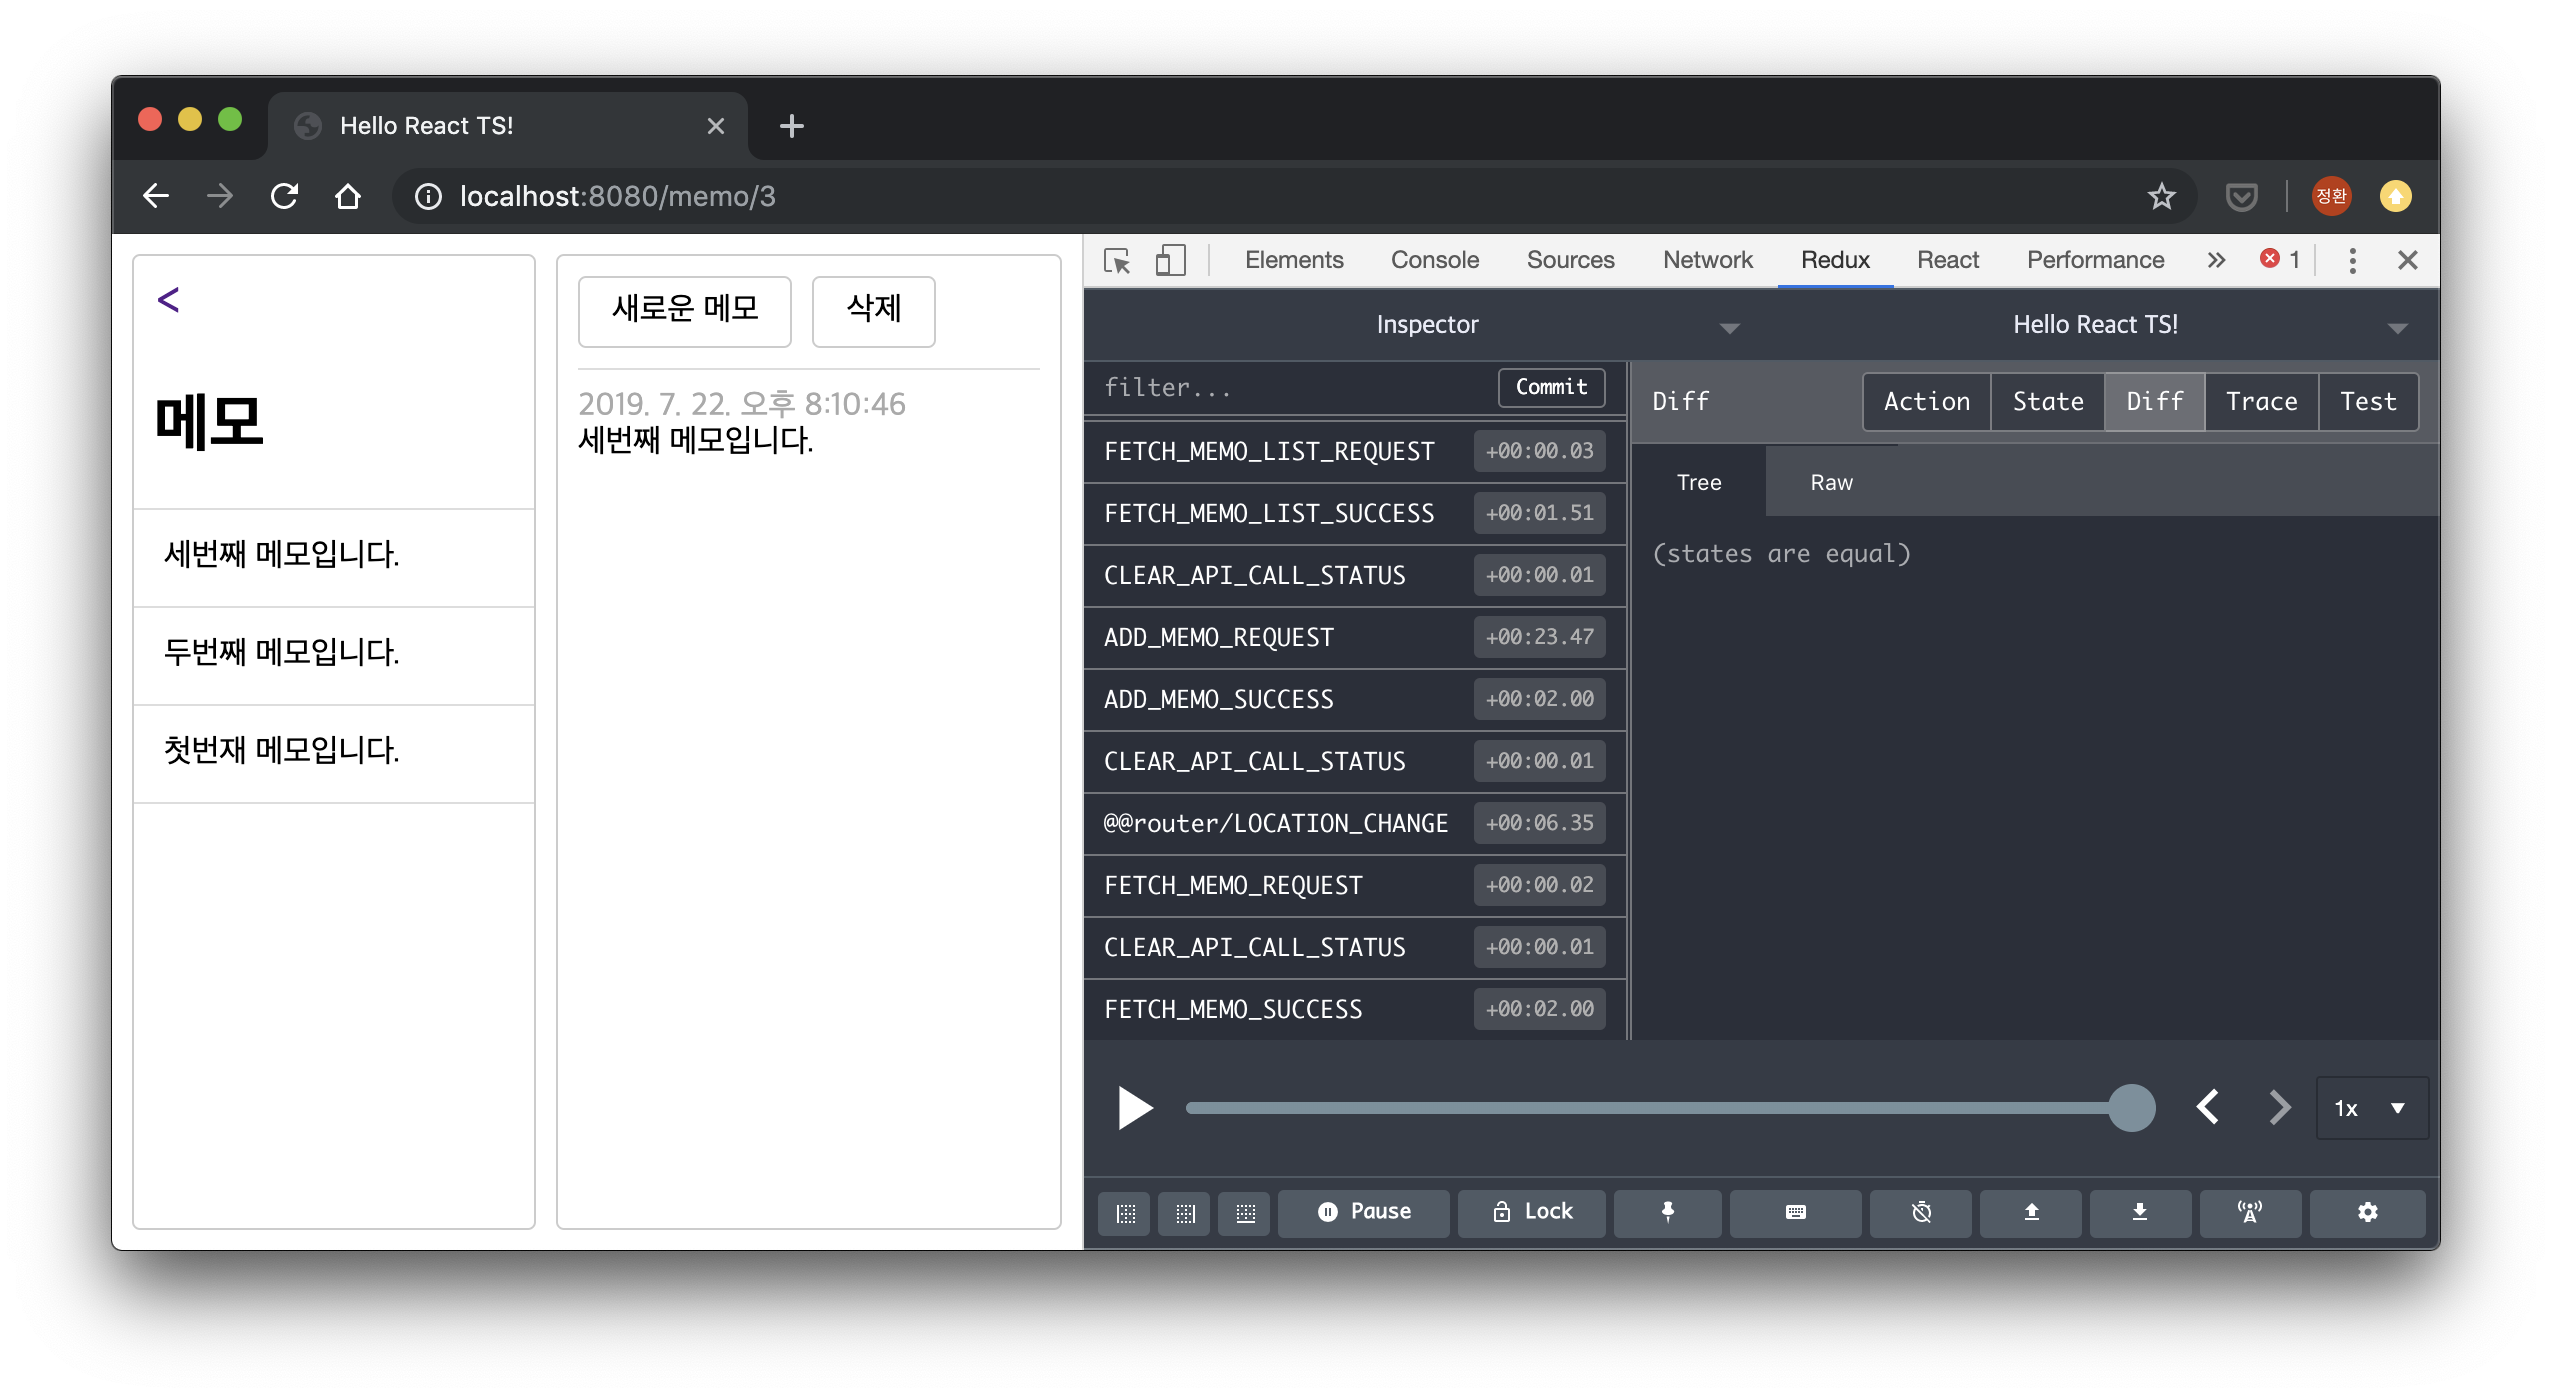 Hello React TS!
localhost:8080/memo/3
정환
<
메모
세번째 메모입니다.
두번째 메모입니다.
첫번재 메모입니다.
새로운 메모 삭제
2019. 7. 22. 오후 8:10:46
세번째 메모입니다.
Elements Console Sources Network Redux React Performance » 1
Inspector Hello React TS!
filter... Commit
FETCH_MEMO_LIST_REQUEST +00:00.03
FETCH_MEMO_LIST_SUCCESS +00:01.51
CLEAR_API_CALL_STATUS +00:00.01
ADD_MEMO_REQUEST +00:23.47
ADD_MEMO_SUCCESS +00:02.00
CLEAR_API_CALL_STATUS +00:00.01
@@router/LOCATION_CHANGE +00:06.35
FETCH_MEMO_REQUEST +00:00.02
CLEAR_API_CALL_STATUS +00:00.01
FETCH_MEMO_SUCCESS +00:02.00
Diff Action State Diff Trace Test
Tree Raw
(states are equal)
1x
Pause Lock